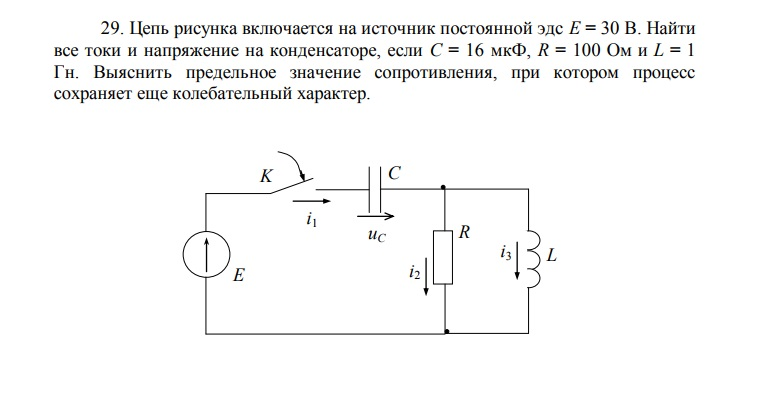 29. Цепь рисунка включается на источник постоянной эдс E = 30 В. Найти
все токи и напряжение на конденсаторе, если C = 16 мкФ, R = 100 Ом и L = 1
Гн. Выяснить предельное значение сопротивления, при котором процесс
сохраняет еще колебательный характер.
K
C
i1
uC
R
i3
L
i2
E